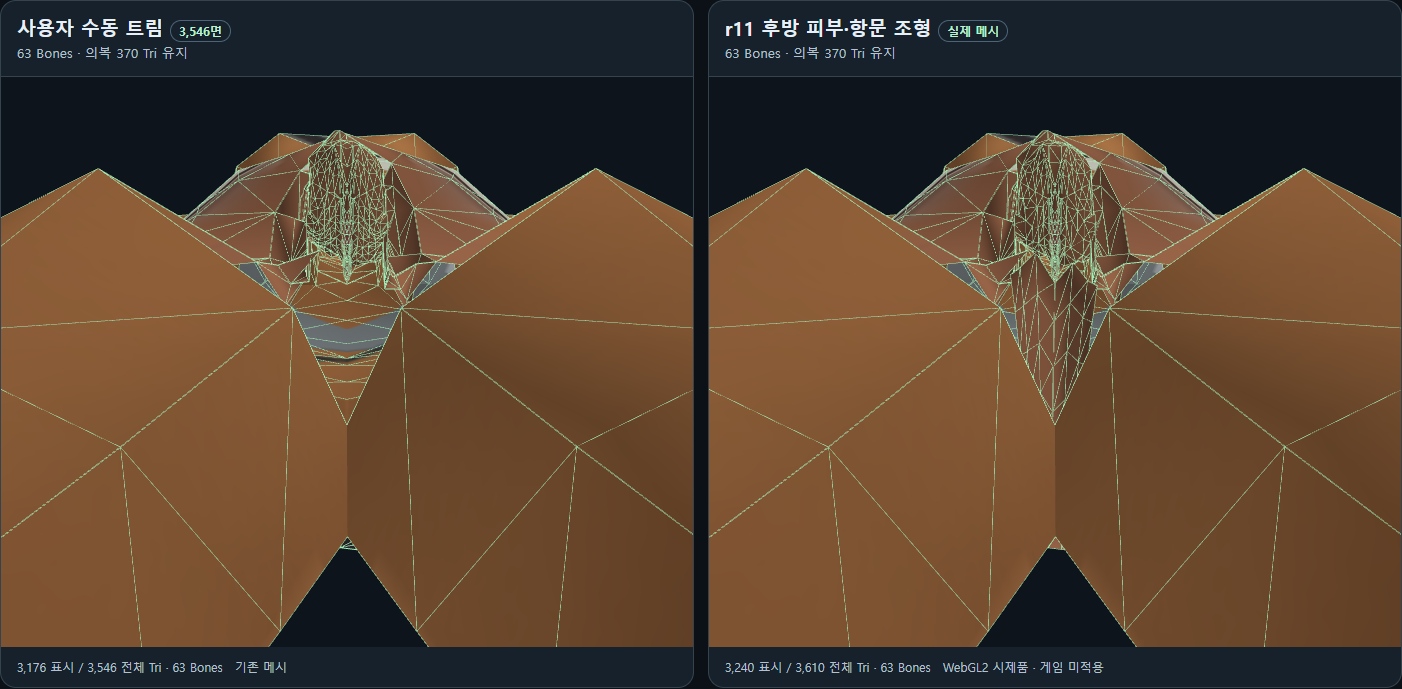 사용자 수동 트림 3,546면
63 Bones · 의복 370 Tri 유지
3,176 표시 / 3,546 전체 Tri · 63 Bones 기존 메시
r11 후방 피부·항문 조형 실제 메시
63 Bones · 의복 370 Tri 유지
3,240 표시 / 3,610 전체 Tri · 63 Bones WebGL2 시제품 · 게임 미적용